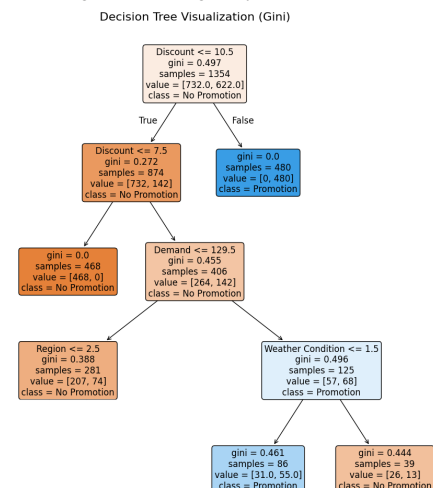 Decision Tree Visualization (Gini)
Discount <= 10.5
gini = 0.497
samples = 1354
value = [732.0, 622.0]
class = No Promotion
True
False
Discount <= 7.5
gini = 0.272
samples = 874
value = [732, 142]
class = No Promotion
gini = 0.0
samples = 480
value = [0, 480]
class = Promotion
gini = 0.0
samples = 468
value = [468, 0]
class = No Promotion
Demand <= 129.5
gini = 0.455
samples = 406
value = [264, 142]
class = No Promotion
Region <= 2.5
gini = 0.388
samples = 281
value = [207, 74]
class = No Promotion
Weather Condition <= 1.5
gini = 0.496
samples = 125
value = [57, 68]
class = Promotion
gini = 0.461
samples = 86
value = [31.0, 55.0]
class = Promotion
gini = 0.444
samples = 39
value = [26, 13]
class = No Promotion